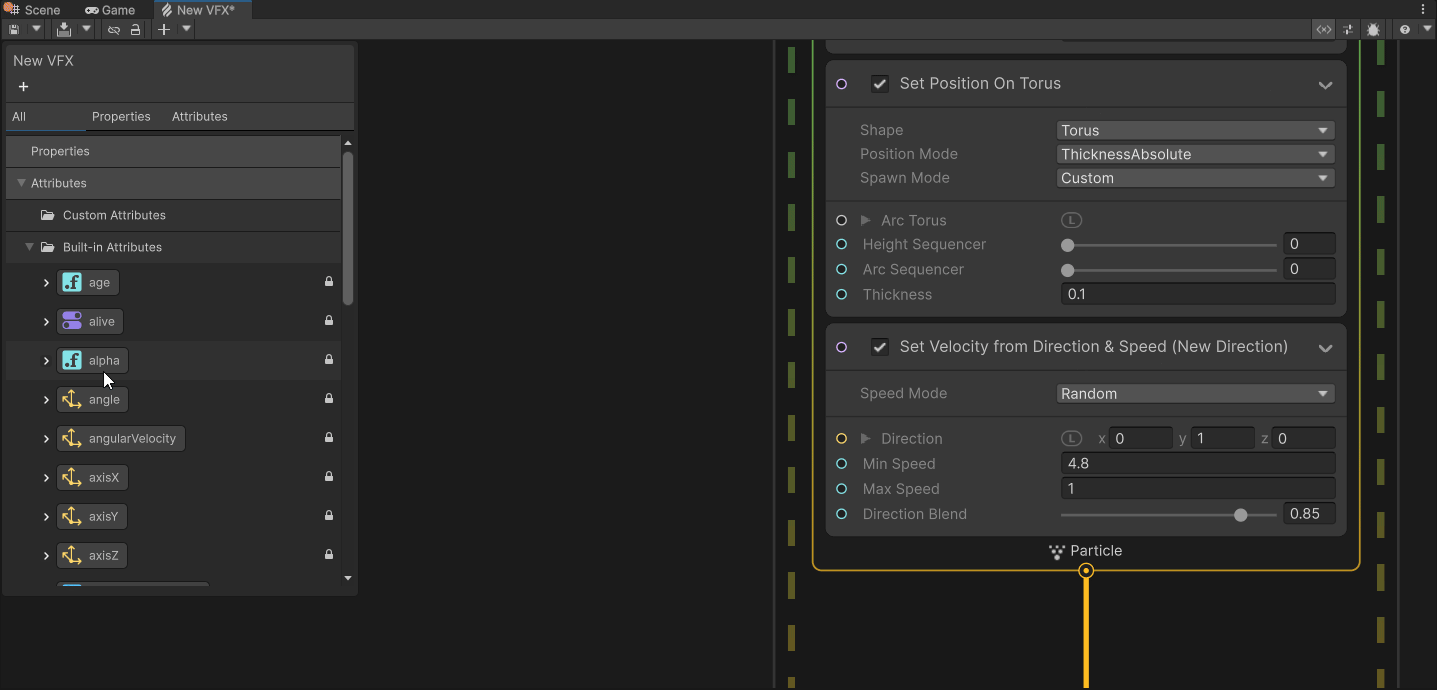 Scene Game New VFX*
New VFX
All Properties Attributes
Properties
Attributes
Custom Attributes
Built-in Attributes
age
alive
alpha
angle
angularVelocity
axisX
axisY
axisZ
Set Position On Torus
Shape Torus
Position Mode ThicknessAbsolute
Spawn Mode Custom
Arc Torus L
Height Sequencer 0
Arc Sequencer 0
Thickness 0.1
Set Velocity from Direction & Speed (New Direction)
Speed Mode Random
Direction L x 0 y 1 z 0
Min Speed 4.8
Max Speed 1
Direction Blend 0.85
Particle